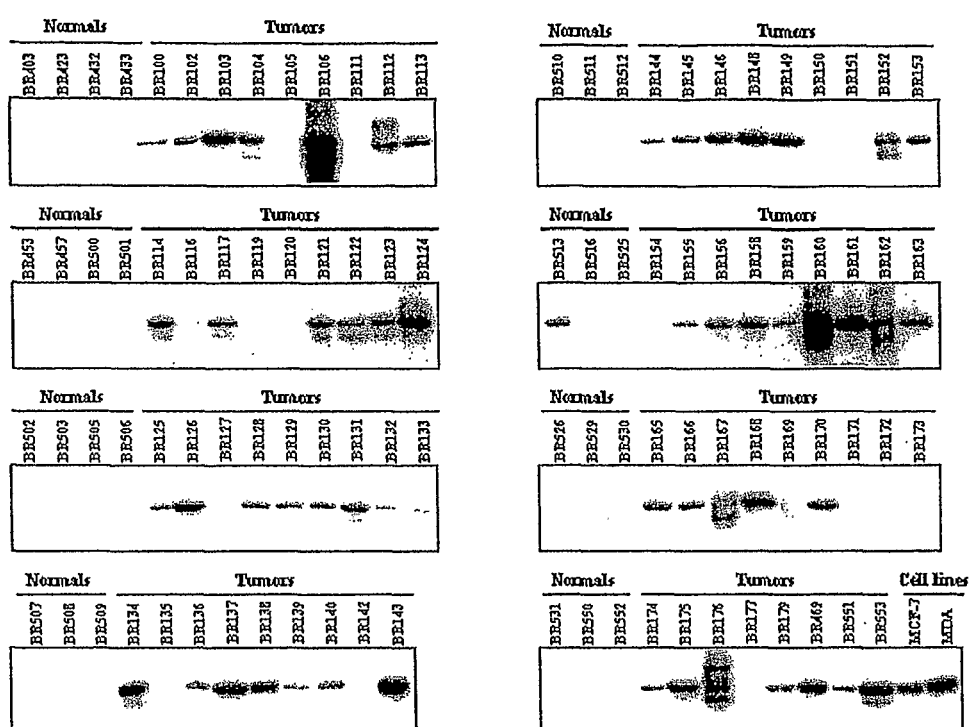 Normals Tumors
BR403 BR423 BR432 BR433 BR100 BR102 BR103 BR104 BR105 BR106 BR111 BR112 BR113
Normals Tumors
BR510 BR511 BR512 BR144 BR145 BR146 BR148 BR149 BR150 BR151 BR152 BR153
Normals Tumors
BR453 BR457 BR500 BR501 BR114 BR116 BR117 BR119 BR120 BR121 BR122 BR123 BR124
Normals Tumors
BR513 BR516 BR525 BR154 BR155 BR156 BR158 BR159 BR160 BR161 BR162 BR163
Normals Tumors
BR502 BR503 BR505 BR506 BR125 BR126 BR127 BR128 BR129 BR130 BR131 BR132 BR133
Normals Tumors
BR526 BR529 BR530 BR165 BR166 BR167 BR168 BR169 BR170 BR171 BR172 BR173
Normals Tumors
BR507 BR508 BR509 BR134 BR135 BR136 BR137 BR138 BR139 BR140 BR142 BR143
Normals Tumors Cell lines
BR531 BR550 BR552 BR174 BR175 BR176 BR177 BR179 BR469 BR551 BR553 MCF-7 MDA